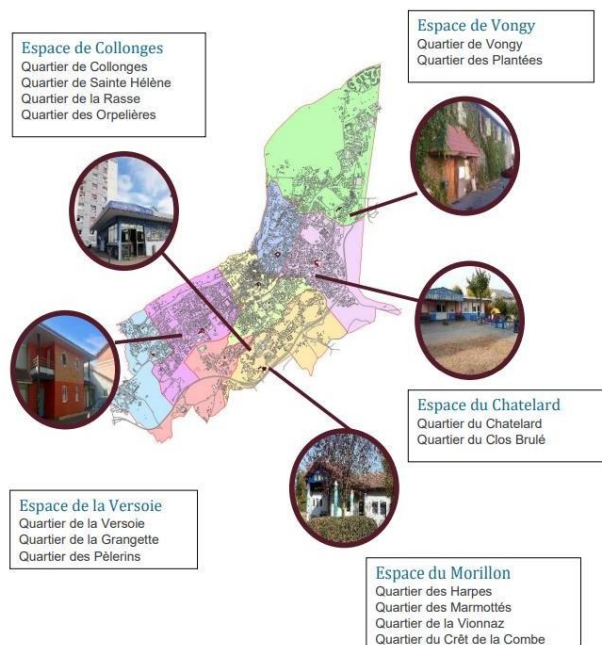 Espace de Collonges
Quartier de Collonges
Quartier de Sainte Hélène
Quartier de la Rasse
Quartier des Orpelières
Espace de Vongy
Quartier de Vongy
Quartier des Plantées
Espace du Chatelard
Quartier du Chatelard
Quartier du Clos Brulé
Espace de la Versoie
Quartier de la Versoie
Quartier de la Grangette
Quartier des Pèlerins
Espace du Morillon
Quartier des Harpes
Quartier des Marmottés
Quartier de la Vionnaz
Quartier du Crêt de la Combe